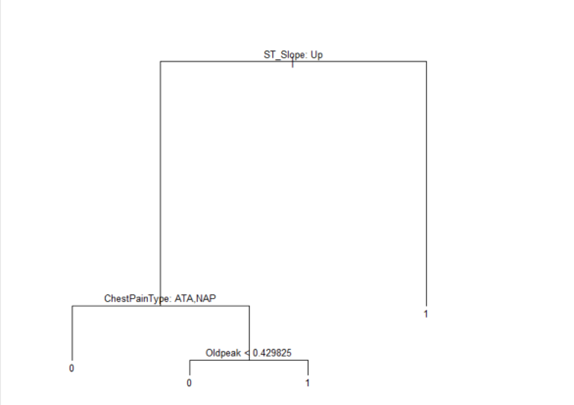 ST_Slope: Up
ChestPainType: ATA,NAP
1
Oldpeak < 0.429825
0
0
1